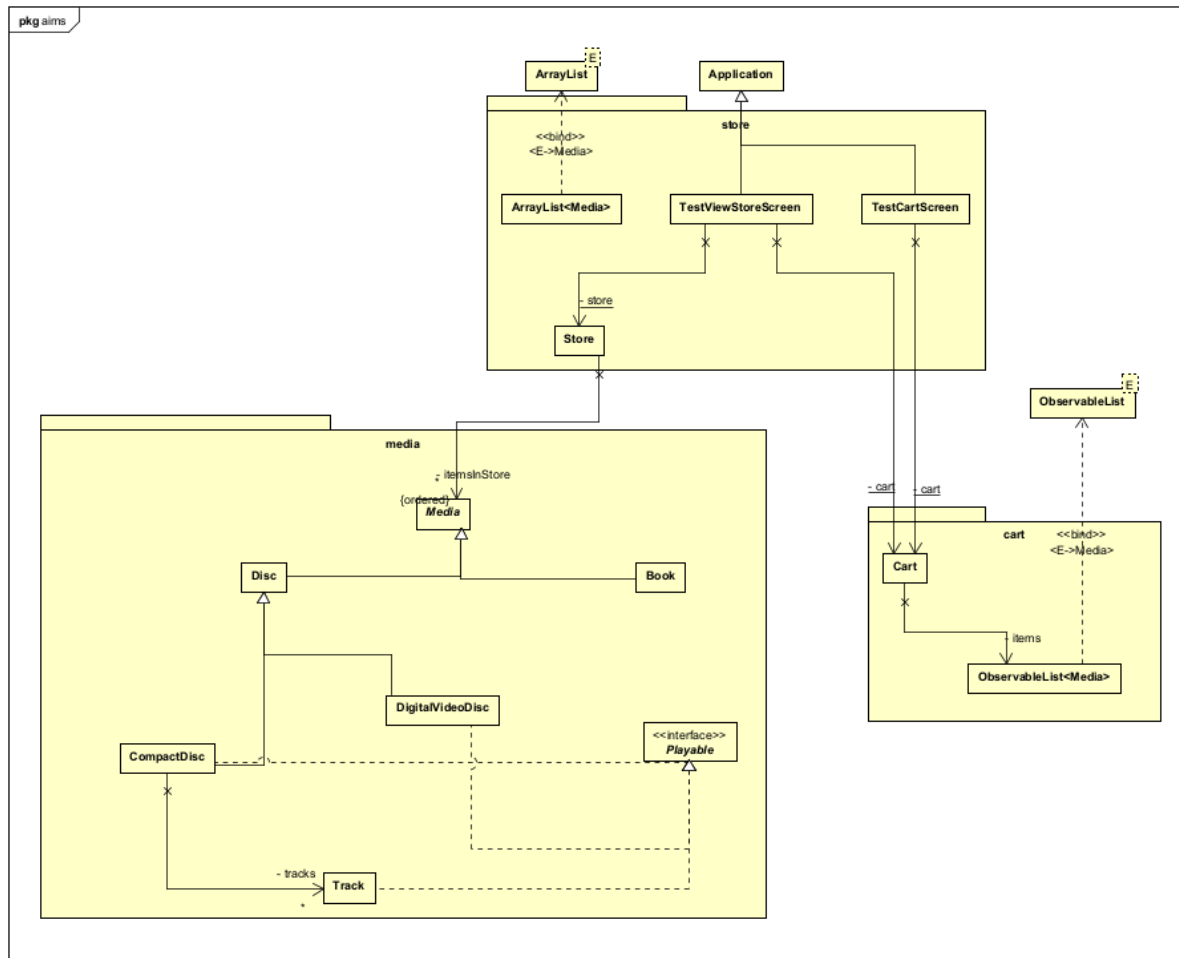 pkg aims
E
ArrayList
Application
store
<<bind>>
<E->Media>
ArrayList<Media>
TestViewStoreScreen
TestCartScreen
- store
Store
E
ObservableList
media
- itemsInStore
*
{ordered}
Media
- cart
- cart
cart
<<bind>>
<E->Media>
Cart
Disc
Book
- items
ObservableList<Media>
DigitalVideoDisc
<<interface>>
Playable
CompactDisc
- tracks
Track
*